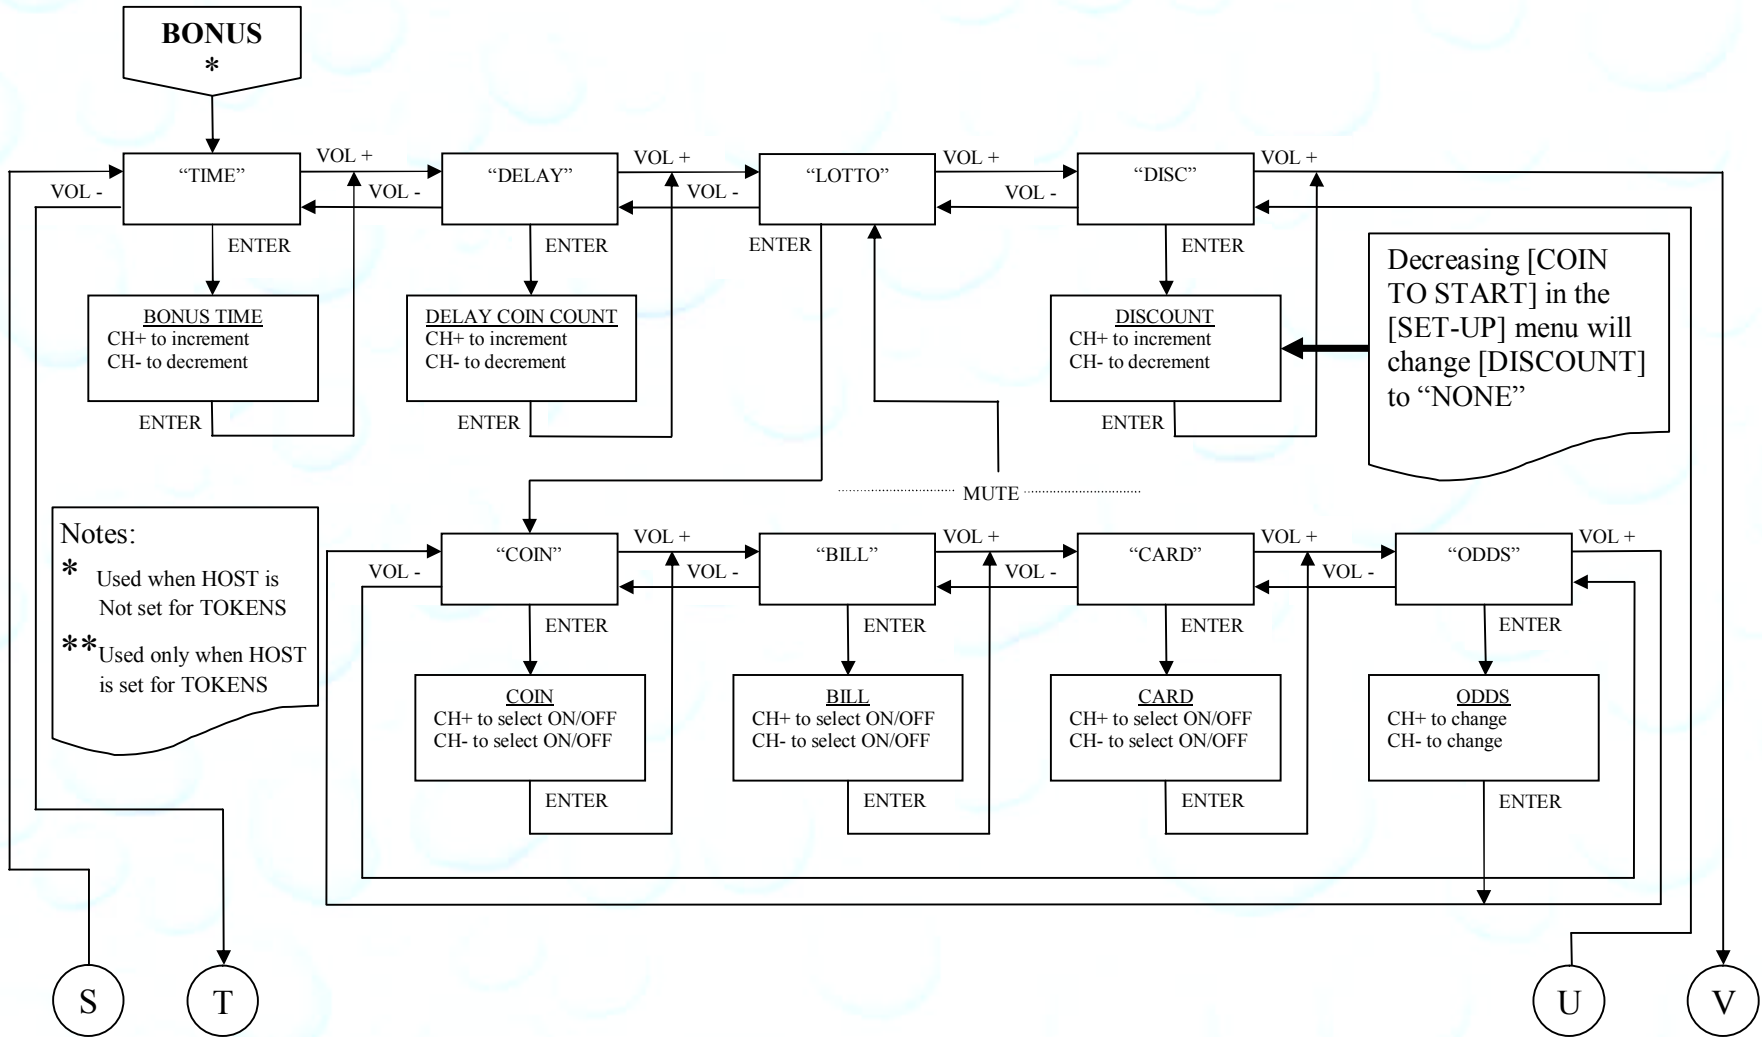 BONUS
*
"TIME"
VOL +
VOL -
VOL -
ENTER
"DELAY"
VOL +
VOL -
ENTER
"LOTTO"
VOL +
VOL -
ENTER
"DISC"
VOL +
ENTER
BONUS TIME
CH+ to increment
CH- to decrement
ENTER
DELAY COIN COUNT
CH+ to increment
CH- to decrement
ENTER
DISCOUNT
CH+ to increment
CH- to decrement
ENTER
Decreasing [COIN
TO START] in the
[SET-UP] menu will
change [DISCOUNT]
to “NONE”
MUTE
Notes:
* Used when HOST is
Not set for TOKENS
**Used only when HOST
is set for TOKENS
“COIN”
VOL +
VOL -
VOL -
ENTER
“BILL”
VOL +
VOL -
ENTER
“CARD”
VOL +
VOL -
ENTER
“ODDS”
VOL +
ENTER
COIN
CH+ to select ON/OFF
CH- to select ON/OFF
ENTER
BILL
CH+ to select ON/OFF
CH- to select ON/OFF
ENTER
CARD
CH+ to select ON/OFF
CH- to select ON/OFF
ENTER
ODDS
CH+ to change
CH- to change
ENTER
S
T
U
V